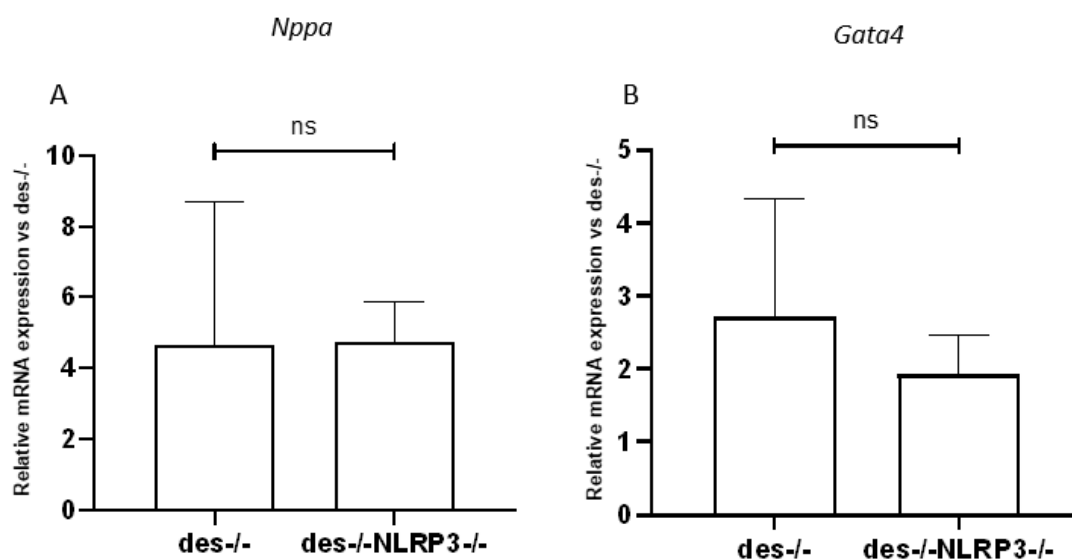 Nppa
A
ns
Relative mRNA expression vs des-/-
10
8
6
4
2
0
des-/-
des-/-NLRP3-/-
Gata4
B
ns
Relative mRNA expression vs des-/-
5
4
3
2
1
0
des-/-
des-/-NLRP3-/-